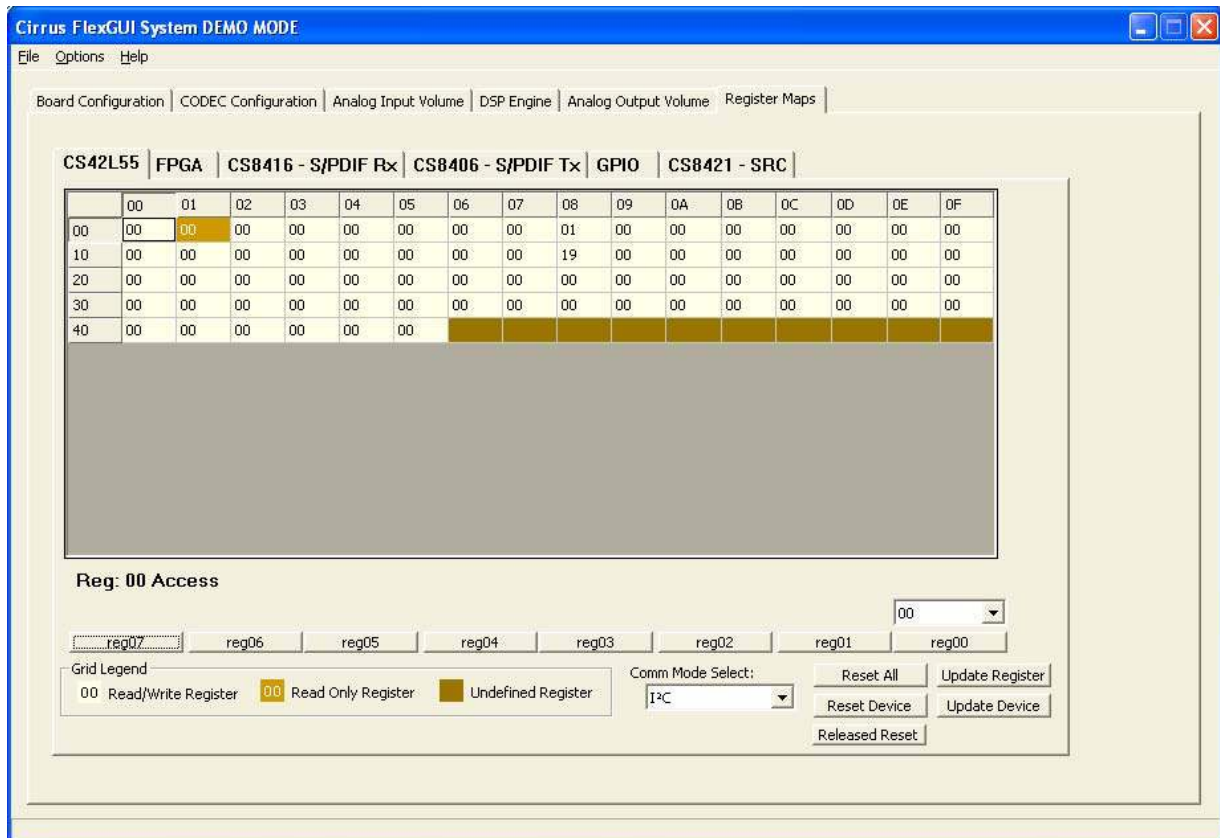 Cirrus FlexGUI System DEMO MODE
File Options Help
Board Configuration CODEC Configuration Analog Input Volume DSP Engine Analog Output Volume Register Maps
CS42L55 FPGA CS8416 - S/PDIF Rx CS8406 - S/PDIF Tx GPIO CS8421 - SRC
00 01 02 03 04 05 06 07 08 09 0A 0B 0C 0D 0E 0F
00 00 00 00 00 00 00 00 00 01 00 00 00 00 00 00 00
10 00 00 00 00 00 00 00 00 19 00 00 00 00 00 00 00
20 00 00 00 00 00 00 00 00 00 00 00 00 00 00 00 00
30 00 00 00 00 00 00 00 00 00 00 00 00 00 00 00 00
40 00 00 00 00 00 00
Reg: 00 Access
00
reg07 reg06 reg05 reg04 reg03 reg02 reg01 reg00
Grid Legend
00 Read/Write Register 00 Read Only Register Undefined Register
Comm Mode Select:
I²C
Reset All Update Register
Reset Device Update Device
Released Reset